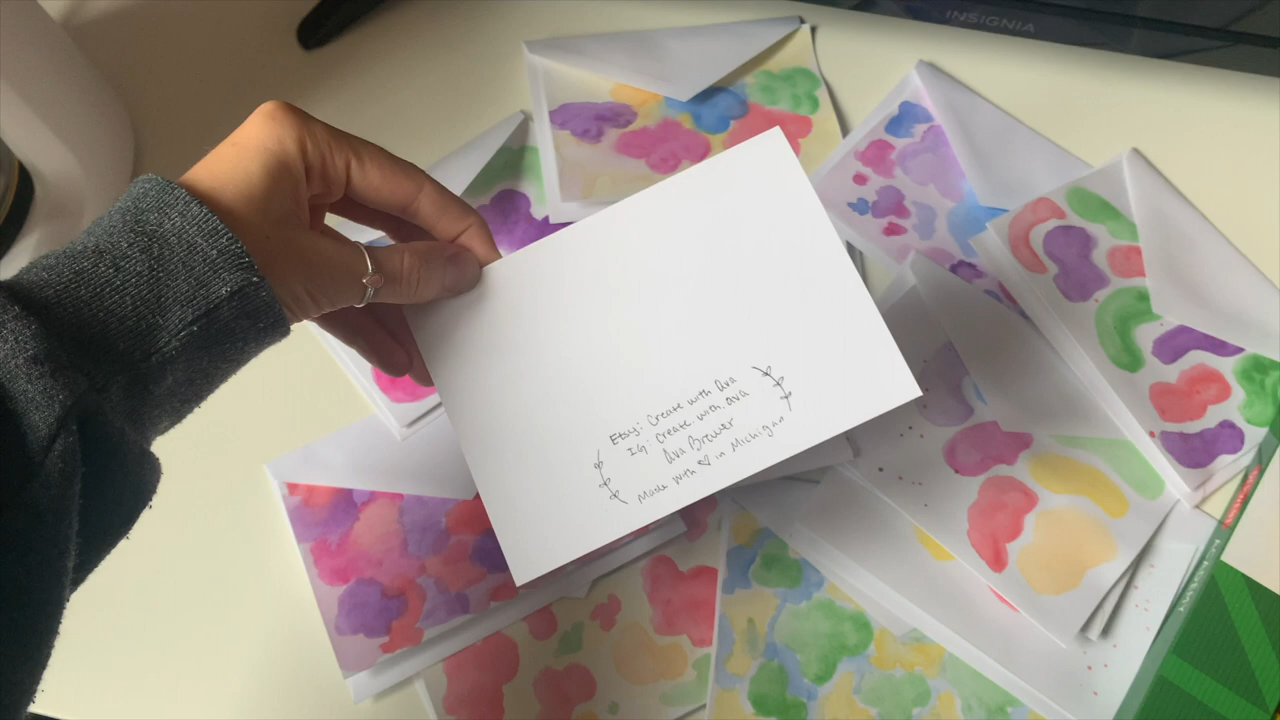 INSIGNIA
Etsy: Create with Ava
IG: Create.with.ava
Ava Brewer
Made with ♡ in Michigan